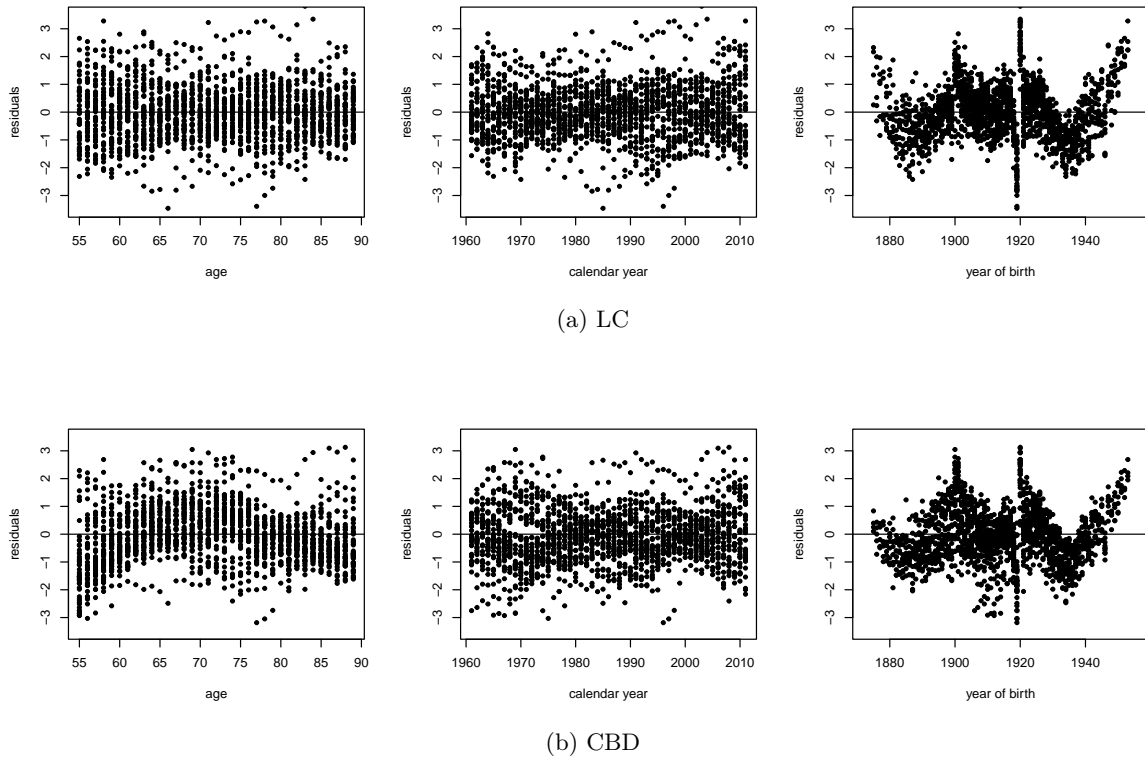 residuals
3
2
1
0
−1
−2
−3
55 60 65 70 75 80 85 90
age
residuals
3
2
1
0
−1
−2
−3
1960 1970 1980 1990 2000 2010
calendar year
residuals
3
2
1
0
−1
−2
−3
1880 1900 1920 1940
year of birth
(a) LC
residuals
3
2
1
0
−1
−2
−3
55 60 65 70 75 80 85 90
age
residuals
3
2
1
0
−1
−2
−3
1960 1970 1980 1990 2000 2010
calendar year
residuals
3
2
1
0
−1
−2
−3
1880 1900 1920 1940
year of birth
(b) CBD